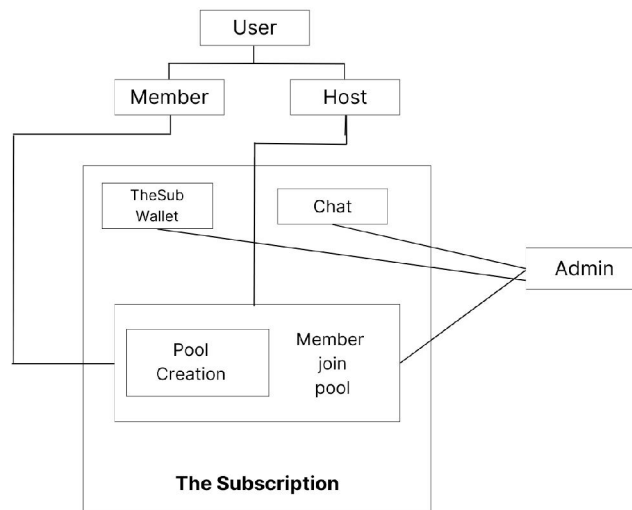 User
Member
Host
TheSub
Wallet
Chat
Admin
Pool
Creation
Member
join
pool
The Subscription